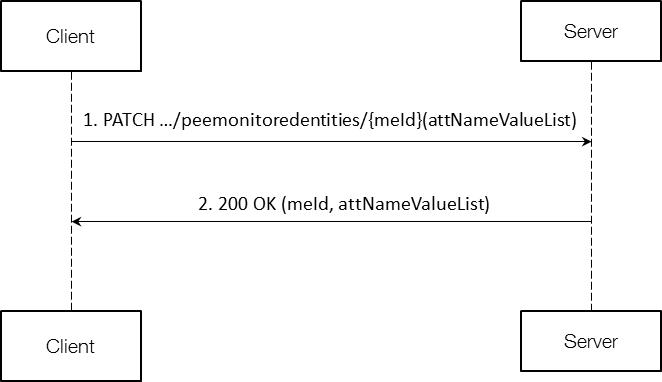 Client
Server
1. PATCH …/peemonitoredentities/{meId}(attNameValueList)
2. 200 OK (meId, attNameValueList)
Client
Server